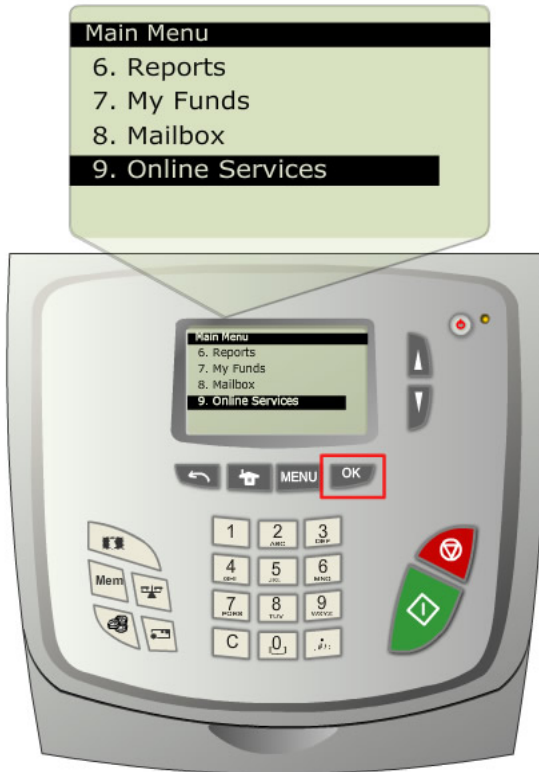 Main Menu
6. Reports
7. My Funds
8. Mailbox
9. Online Services
Main Menu
6. Reports
7. My Funds
8. Mailbox
9. Online Services
MENU
OK
1
2
ABC
3
DEF
Mem
4
GHI
5
JKL
6
MNO
7
PQRS
8
TUV
9
WXYZ
C
0